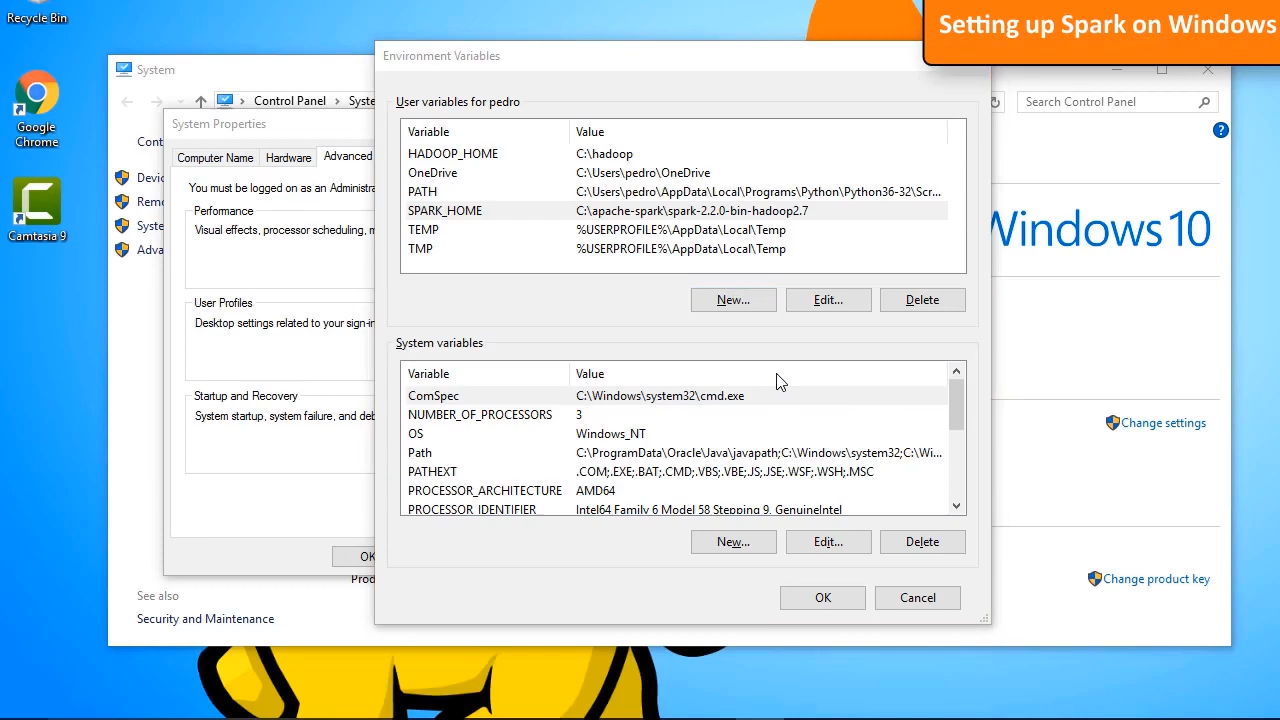 Recycle Bin
Google
Chrome
Camtasia 9
Setting up Spark on Windows
System
Control Panel
Syste
Search Control Panel
Cont
Devic
Remo
Syste
Adva
See also
Security and Maintenance
System Properties
Computer Name
Hardware
Advanced
You must be logged on as an Administra
Performance
Visual effects, processor scheduling, m
User Profiles
Desktop settings related to your sign-in
Startup and Recovery
System startup, system failure, and deb
OK
Prod
Environment Variables
User variables for pedro
Variable Value
HADOOP_HOME C:\hadoop
OneDrive C:\Users\pedro\OneDrive
PATH C:\Users\pedro\AppData\Local\Programs\Python\Python36-32\Scr...
SPARK_HOME C:\apache-spark\spark-2.2.0-bin-hadoop2.7
TEMP %USERPROFILE%\AppData\Local\Temp
TMP %USERPROFILE%\AppData\Local\Temp
New... Edit... Delete
System variables
Variable Value
ComSpec C:\Windows\system32\cmd.exe
NUMBER_OF_PROCESSORS 3
OS Windows_NT
Path C:\ProgramData\Oracle\Java\javapath;C:\Windows\system32;C:\Wi...
PATHEXT .COM;.EXE;.BAT;.CMD;.VBS;.VBE;.JS;.JSE;.WSF;.WSH;.MSC
PROCESSOR_ARCHITECTURE AMD64
PROCESSOR_IDENTIFIER Intel64 Family 6 Model 58 Stepping 9, GenuineIntel
New... Edit... Delete
OK Cancel
Windows 10
Change settings
Change product key